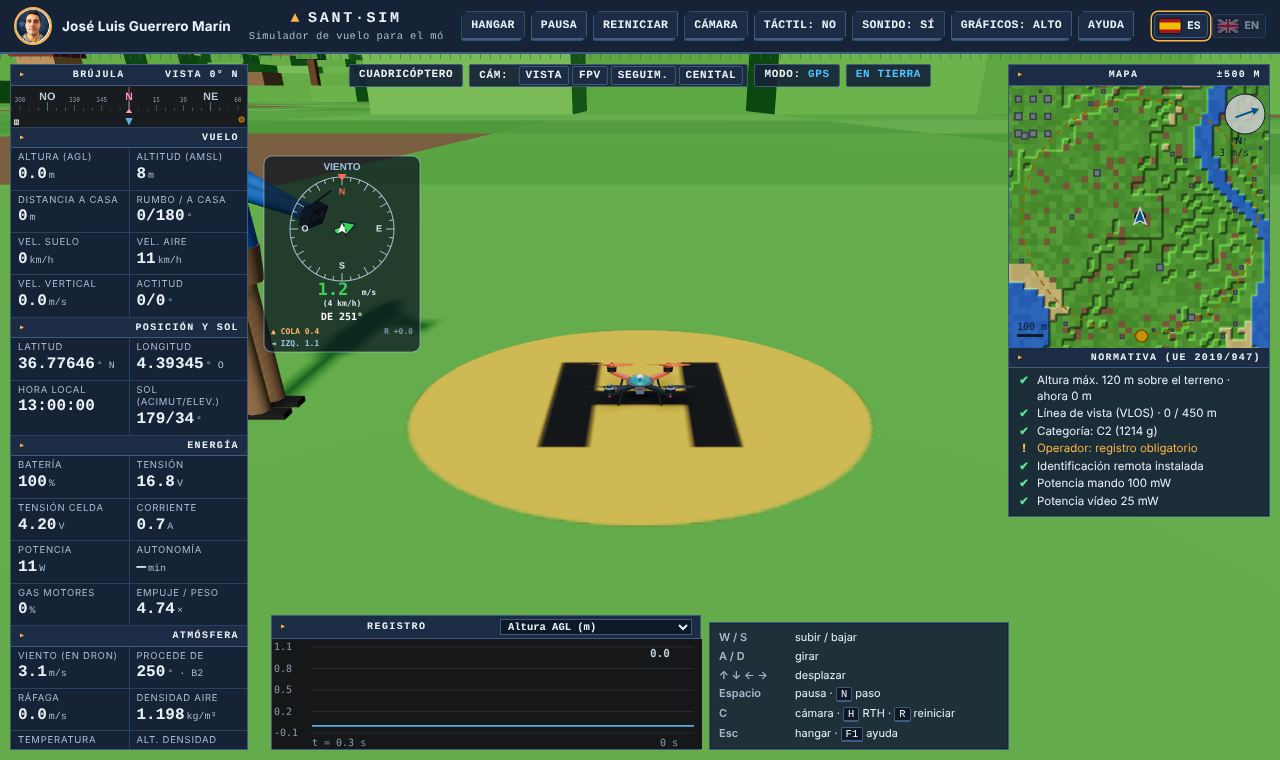 José Luis Guerrero Marín
▲ SANT·SIM
Simulador de vuelo para el mó
HANGAR
PAUSA
REINICIAR
CÁMARA
TÁCTIL: NO
SONIDO: SÍ
GRÁFICOS: ALTO
AYUDA
ES
EN
BRÚJULA VISTA 0° N
300 NO 330 345 N 15 30 NE 60
VUELO
ALTURA (AGL)
0.0 m
ALTITUD (AMSL)
8 m
DISTANCIA A CASA
0 m
RUMBO / A CASA
0/180 °
VEL. SUELO
0 km/h
VEL. AIRE
11 km/h
VEL. VERTICAL
0.0 m/s
ACTITUD
0/0 °
POSICIÓN Y SOL
LATITUD
36.77646 ° N
LONGITUD
4.39345 ° O
HORA LOCAL
13:00:00
SOL (ACIMUT/ELEV.)
179/34 °
ENERGÍA
BATERÍA
100 %
TENSIÓN
16.8 V
TENSIÓN CELDA
4.20 V
CORRIENTE
0.7 A
POTENCIA
11 W
AUTONOMÍA
— min
GAS MOTORES
0 %
EMPUJE / PESO
4.74 ×
ATMÓSFERA
VIENTO (EN DRON)
3.1 m/s
PROCEDE DE
250 ° · B2
RÁFAGA
0.0 m/s
DENSIDAD AIRE
1.198 kg/m³
TEMPERATURA
ALT. DENSIDAD
CUADRICÓPTERO
CÁM: VISTA FPV SEGUIM. CENITAL
MODO: GPS
EN TIERRA
VIENTO
N
O
E
S
1.2 m/s
(4 km/h)
DE 251°
▲ COLA 0.4 R +0.0
◄ IZQ. 1.1
H
REGISTRO Altura AGL (m)
1.1
0.8
0.5
0.2
-0.1
0.0
t = 0.3 s 0 s
W / S subir / bajar
A / D girar
↑ ↓ ← → desplazar
Espacio pausa · N paso
C cámara · H RTH · R reiniciar
Esc hangar · F1 ayuda
MAPA ±500 M
N↑
3 m/s
100 m
NORMATIVA (UE 2019/947)
✔ Altura máx. 120 m sobre el terreno ·
ahora 0 m
✔ Línea de vista (VLOS) · 0 / 450 m
✔ Categoría: C2 (1214 g)
! Operador: registro obligatorio
✔ Identificación remota instalada
✔ Potencia mando 100 mW
✔ Potencia vídeo 25 mW